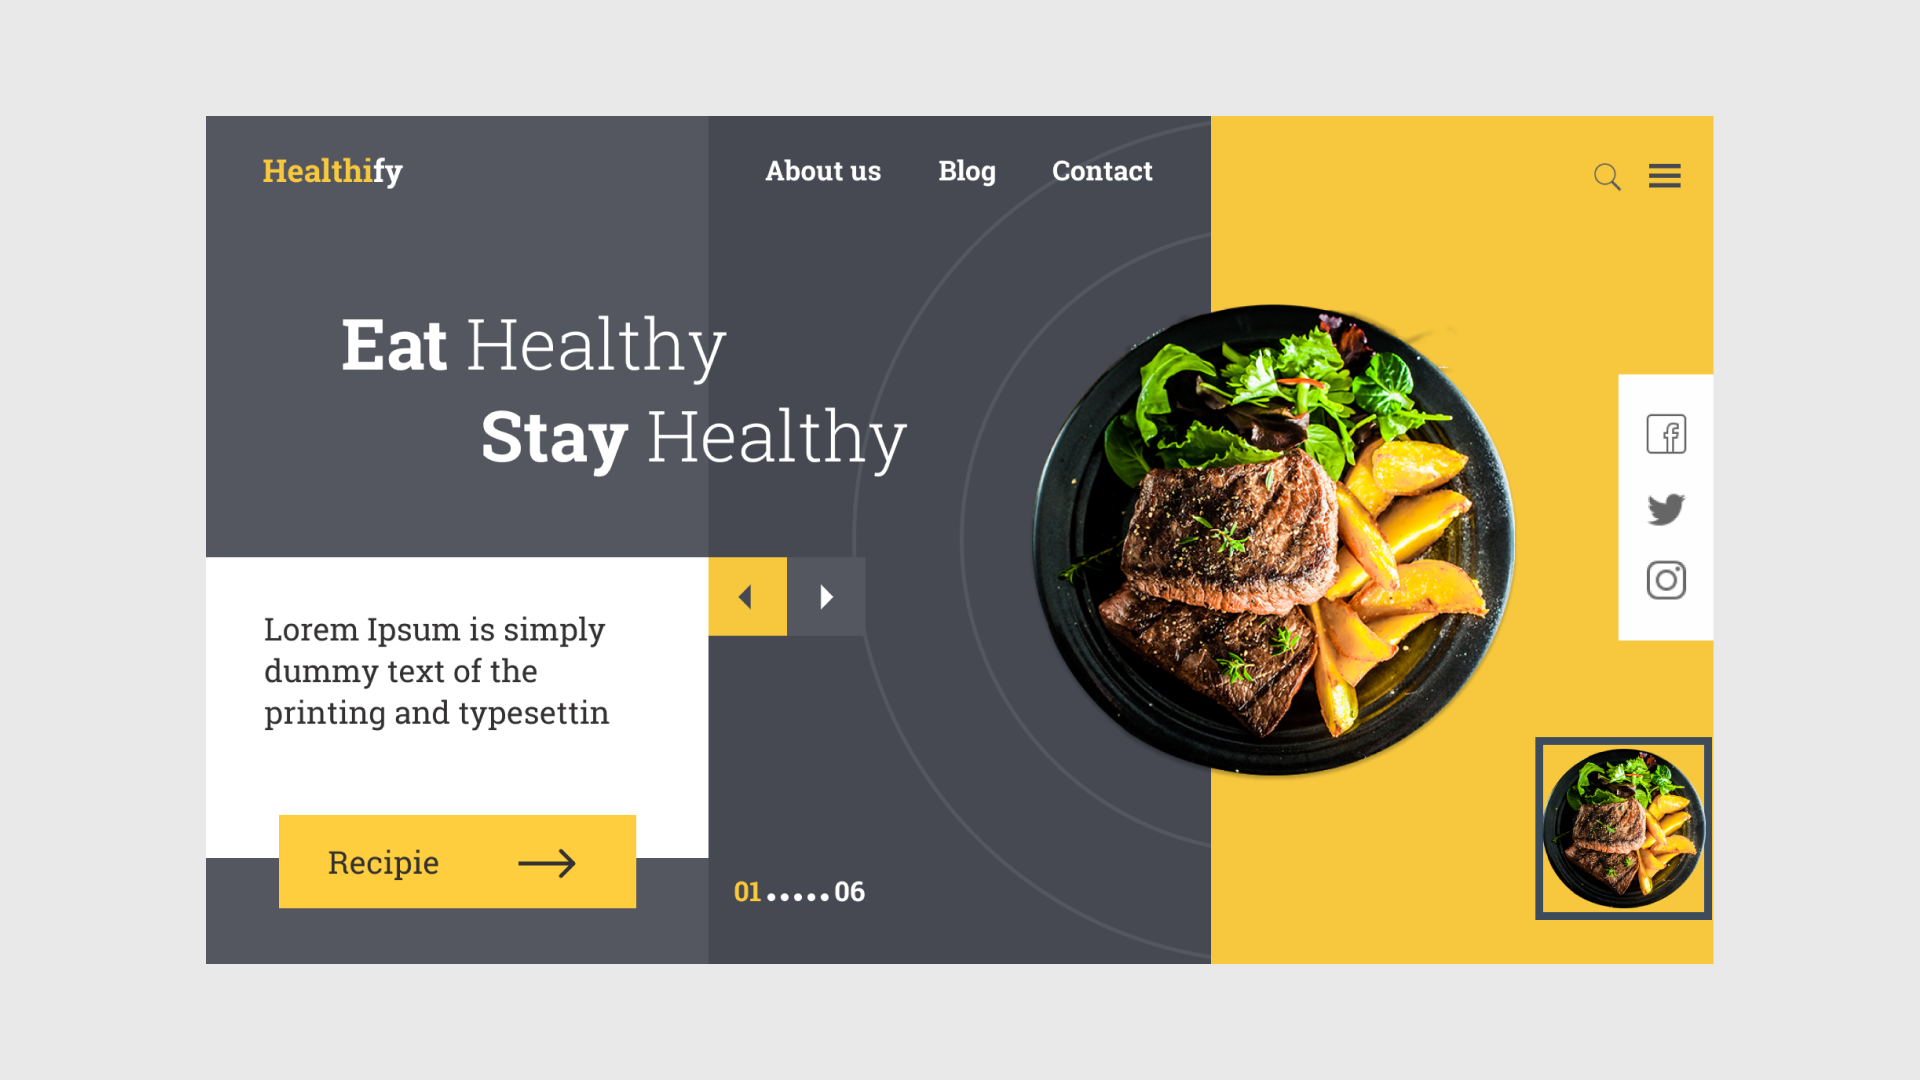 Healthify
About us Blog Contact
Eat Healthy
Stay Healthy
Lorem Ipsum is simply
dummy text of the
printing and typesettin
Recipie
01.....06